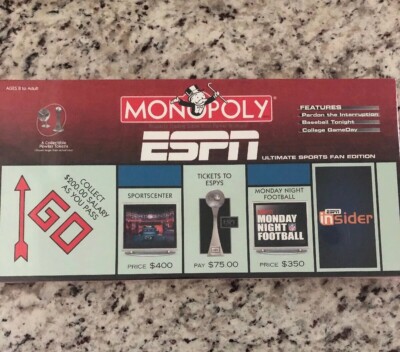 AGES 8 to Adult
MONOPOLY
ESPN
ULTIMATE SPORTS FAN EDITION
FEATURES
Pardon the Interruption
Baseball Tonight
College GameDay
COLLECT
$200.00 SALARY
AS YOU PASS
GO
SPORTSCENTER
PRICE $400
TICKETS TO
ESPYS
PAY $75.00
MONDAY NIGHT
FOOTBALL
MONDAY
NIGHT
FOOTBALL
PRICE $350
ESPN
insider